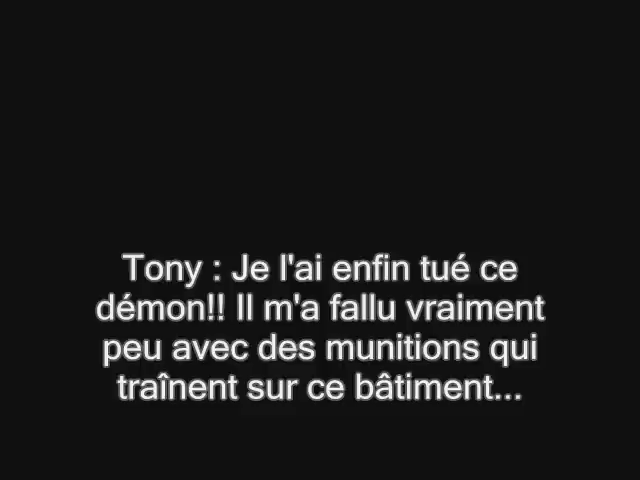 Tony : Je l'ai enfin tué ce
démon!! Il m'a fallu vraiment
peu avec des munitions qui
traînent sur ce bâtiment...